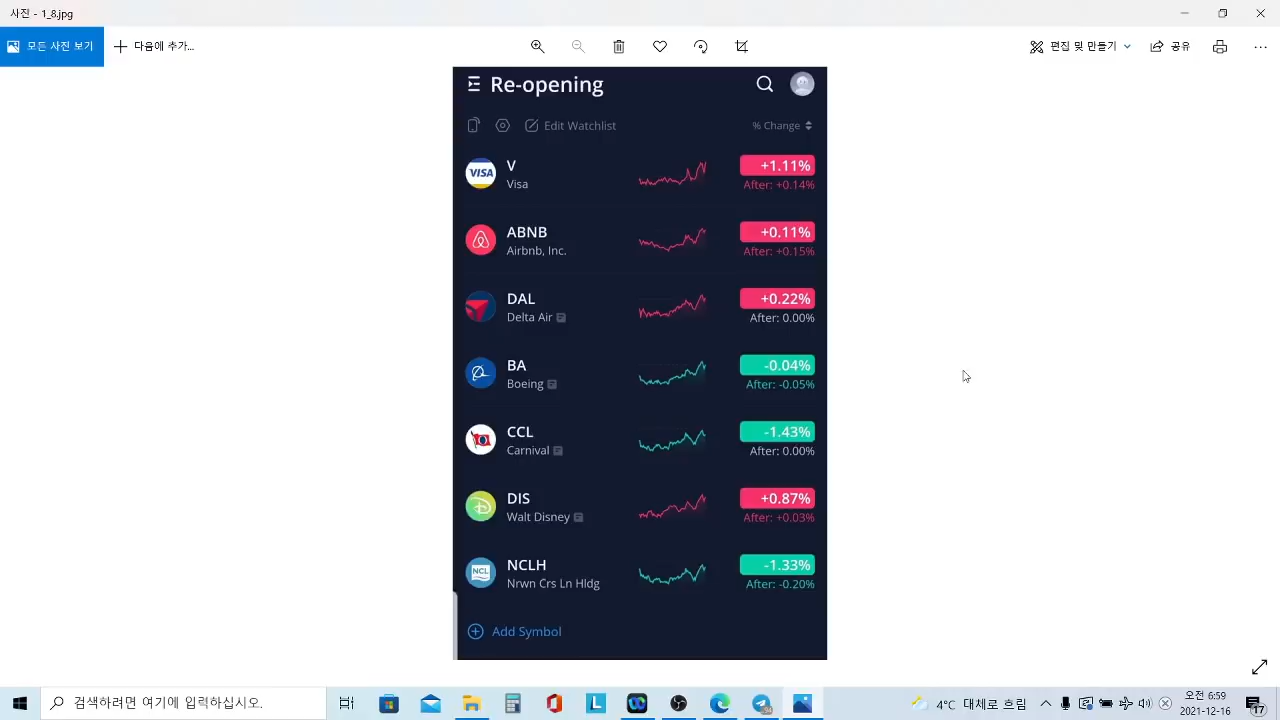 사진 - 1_8.jpg
모든 사진 보기
다음에 추가...
편집 및 만들기
공유
Re-opening
Edit Watchlist
% Change
VISA
V
+1.11%
Visa
After: +0.14%
ABNB
+0.11%
Airbnb, Inc.
After: +0.15%
DAL
+0.22%
Delta Air
After: 0.00%
BA
-0.04%
Boeing
After: -0.05%
CCL
-1.43%
Carnival
After: 0.00%
DIS
+0.87%
Walt Disney
After: +0.03%
NCL
NCLH
-1.33%
Nrwn Crs Ln Hldg
After: -0.20%
Add Symbol
검색하려면 여기에 입력하십시오.
L
4°C 대체로 흐림
오전 6:59
2021-12-16
17